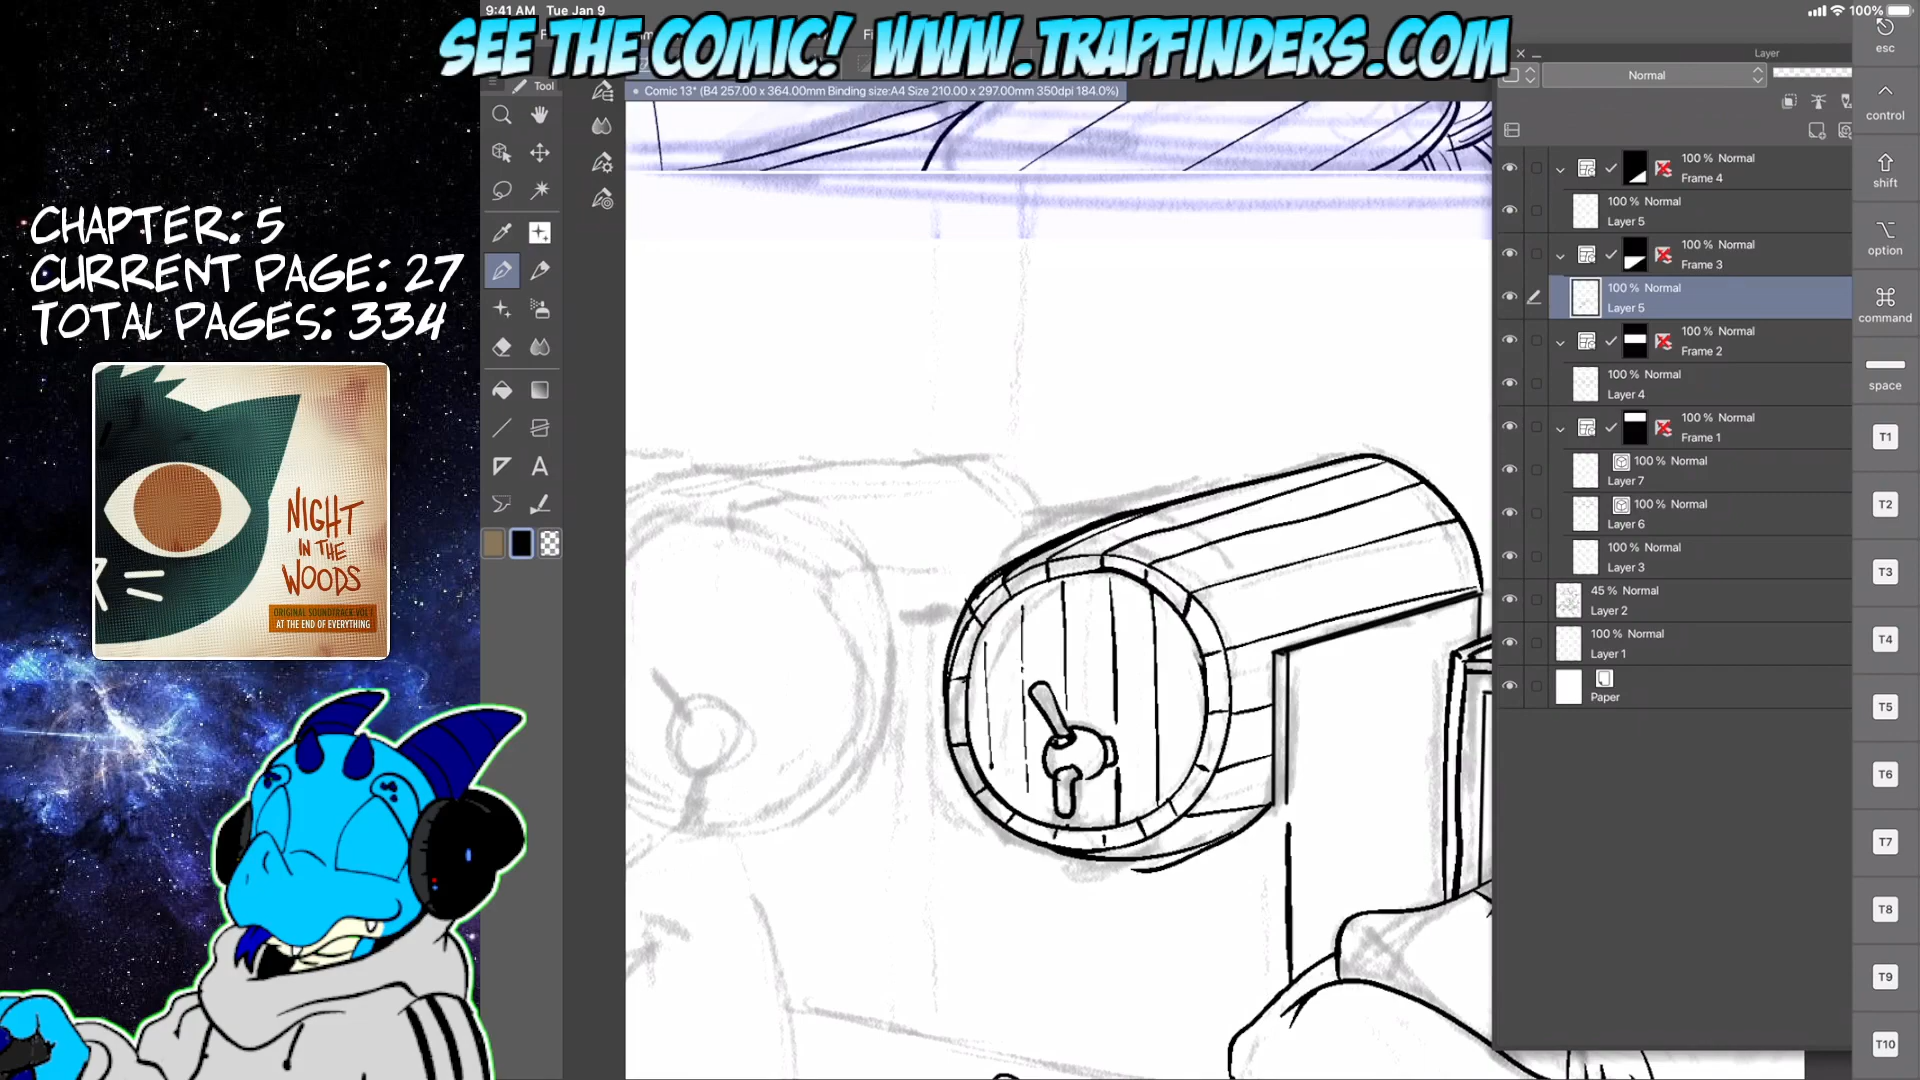 9:41 AM Tue Jan 9
100%
SEE THE COMIC! WWW.TRAPFINDERS.COM
Tool
Comic 13* (B4 257.00 x 364.00mm Binding size:A4 Size 210.00 x 297.00mm 350dpi 184.0%)
Layer
Normal
100 % Normal
Frame 4
100 % Normal
Layer 5
100 % Normal
Frame 3
100 % Normal
Layer 5
100 % Normal
Frame 2
100 % Normal
Layer 4
100 % Normal
Frame 1
100 % Normal
Layer 7
100 % Normal
Layer 6
100 % Normal
Layer 3
45 % Normal
Layer 2
100 % Normal
Layer 1
Paper
esc
control
shift
option
command
space
T1
T2
T3
T4
T5
T6
T7
T8
T9
T10
CHAPTER: 5
CURRENT PAGE: 27
TOTAL PAGES: 334
NIGHT
IN THE
WOODS
ORIGINAL SOUNDTRACK VOL 1
AT THE END OF EVERYTHING